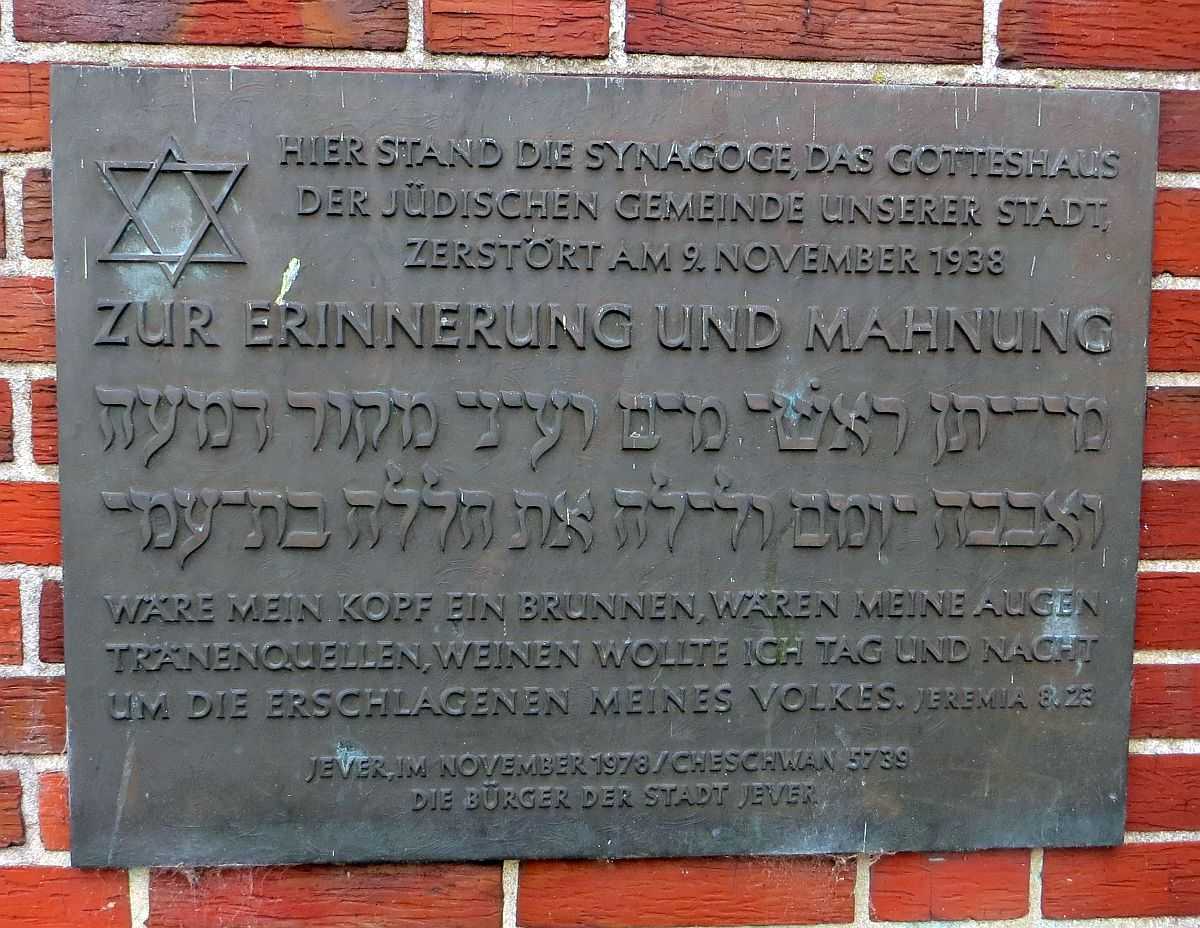 HIER STAND DIE SYNAGOGE, DAS GOTTESHAUS
DER JÜDISCHEN GEMEINDE UNSERER STADT,
ZERSTÖRT AM 9. NOVEMBER 1938
ZUR ERINNERUNG UND MAHNUNG
מי־יתן ראשׁי מים ועיני מקור דמעה
ואבכה יומם ולילה את חללה בת־עמי
WÄRE MEIN KOPF EIN BRUNNEN, WÄREN MEINE AUGEN
TRÄNENQUELLEN, WEINEN WOLLTE ICH TAG UND NACHT
UM DIE ERSCHLAGENEN MEINES VOLKES. JEREMIA 8.23
JEVER, IM NOVEMBER 1978/CHESCHWAN 5739
DIE BÜRGER DER STADT JEVER